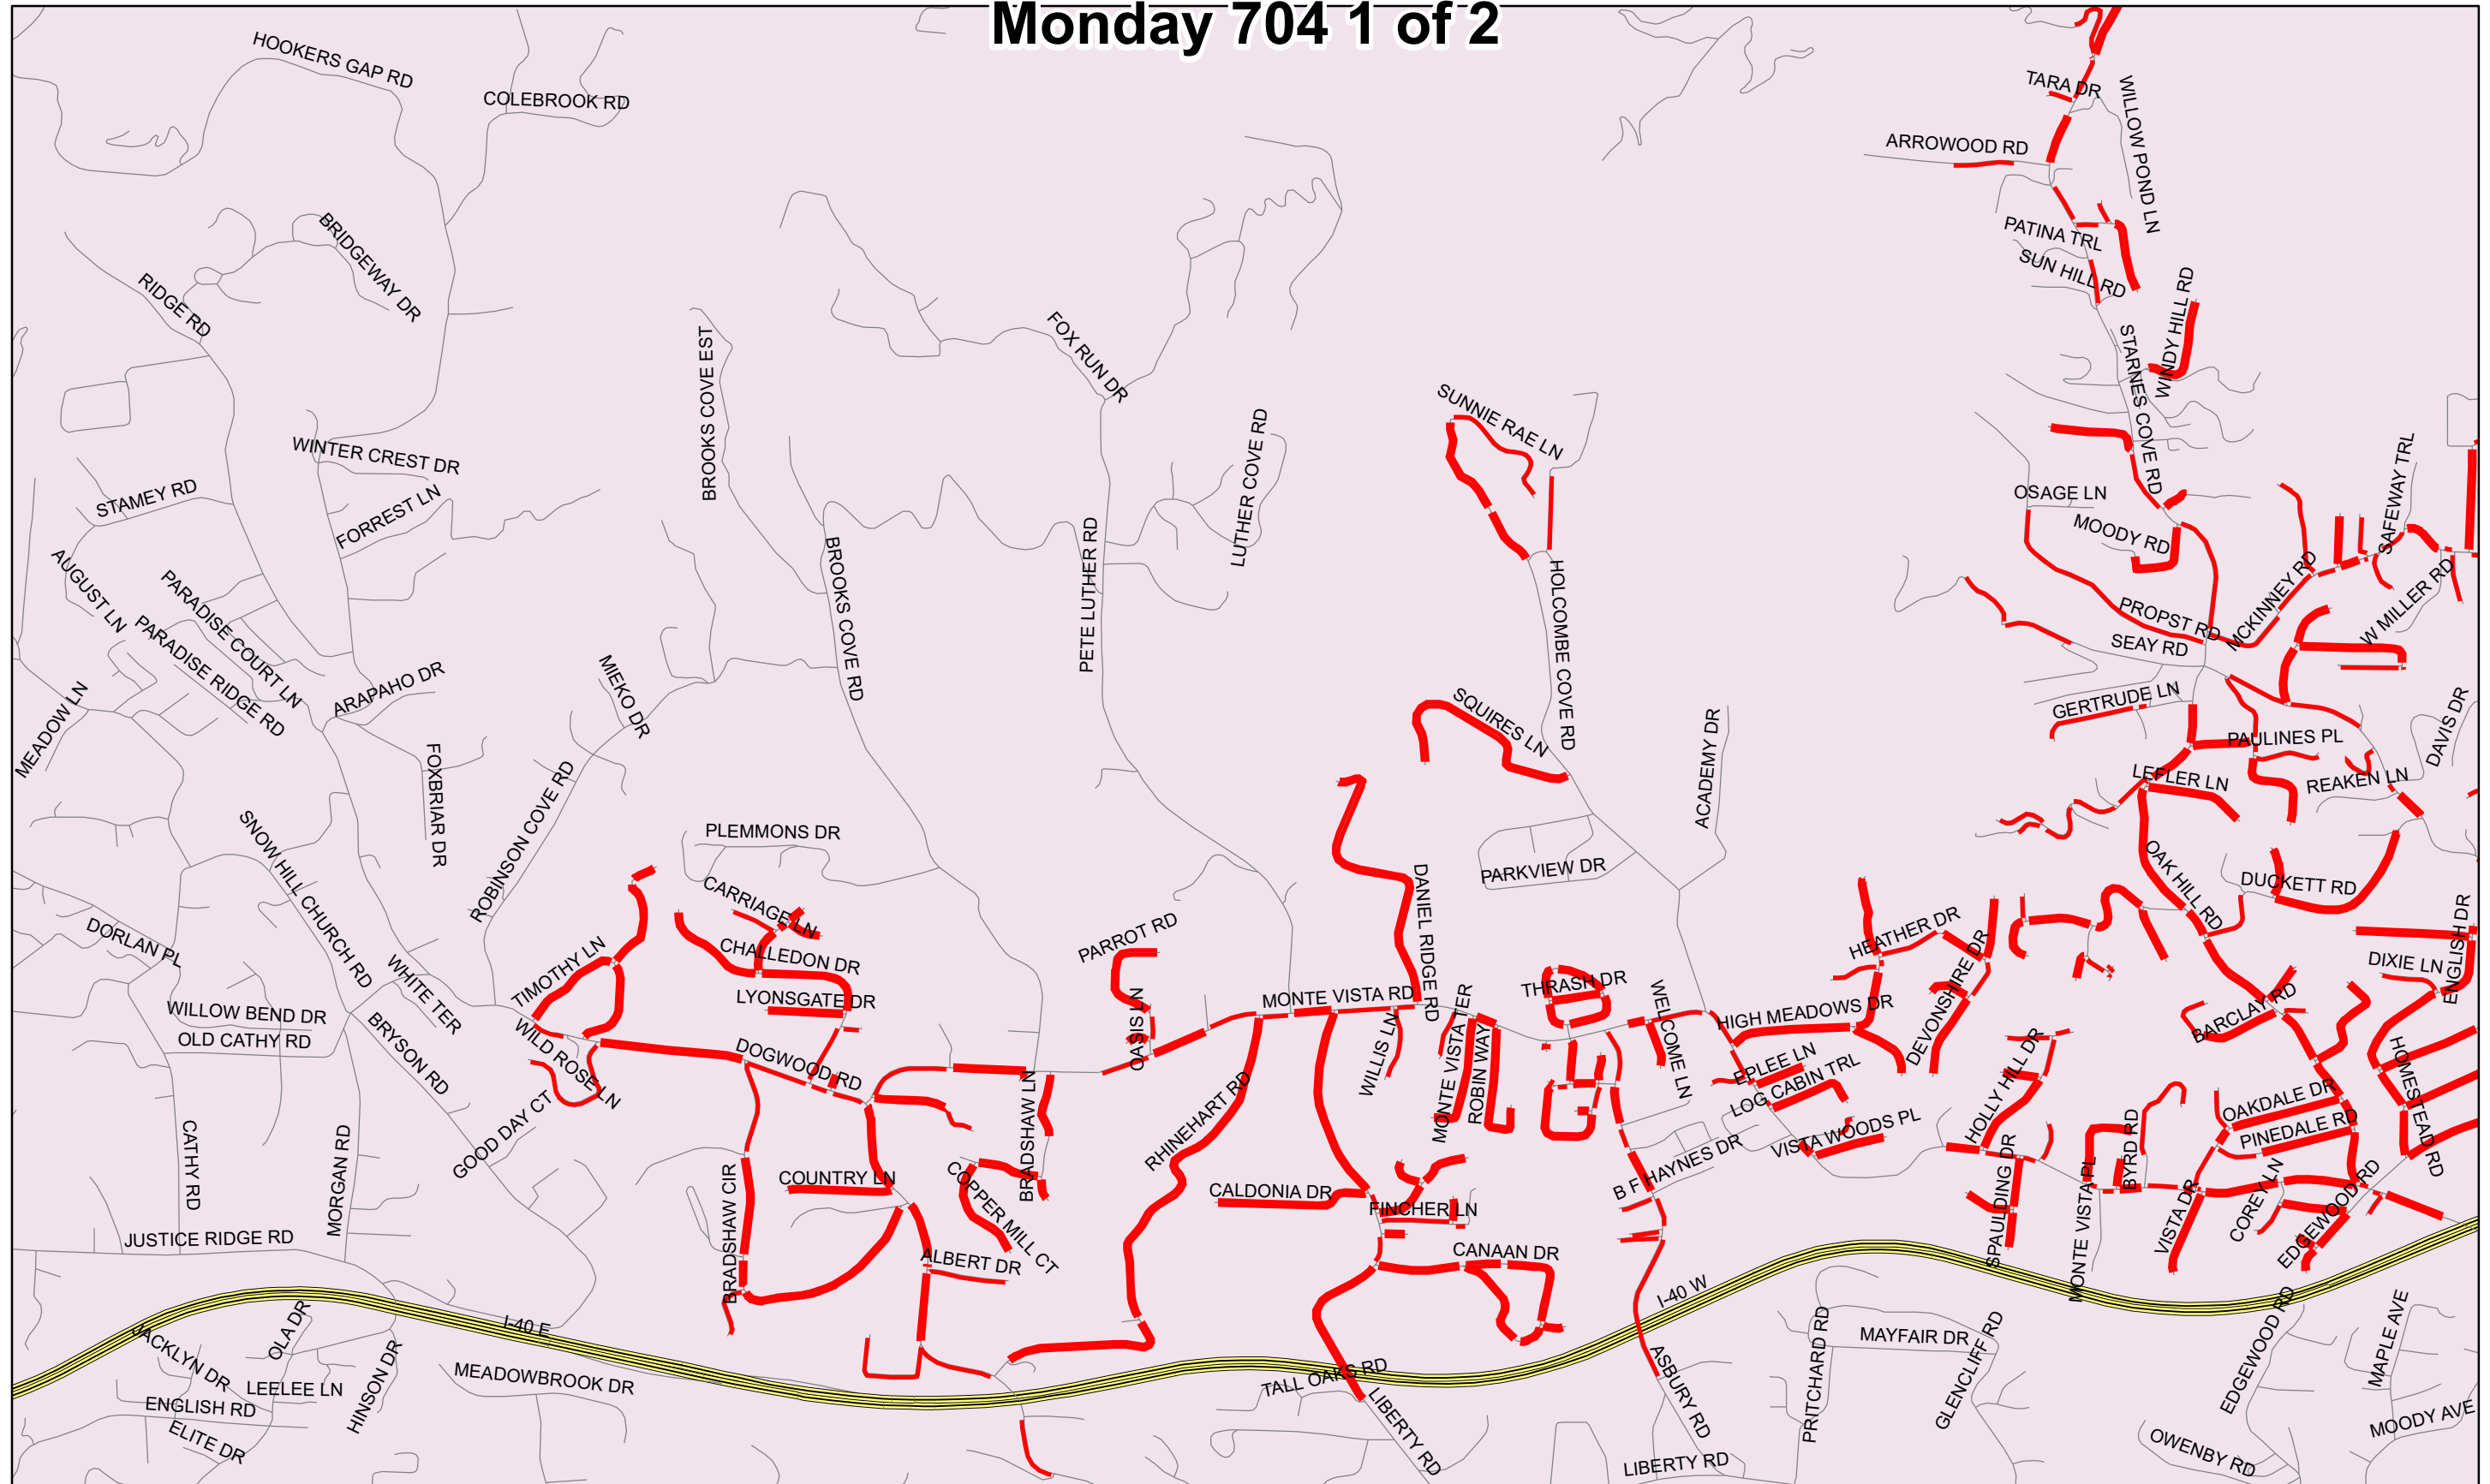 Monday 704 1 of 2
HOOKERS GAP RD
COLEBROOK RD
TARA DR
WILLOW POND LN
ARROWOOD RD
BRIDGEWAY DR
PATINA TRL
SUN HILL RD
RIDGE RD
WINDY HILL RD
FOX RUN DR
BROOKS COVE EST
STARNES COVE RD
SUNNIE RAE LN
LUTHER COVE RD
WINTER CREST DR
SAFEWAY TRL
STAMEY RD
FORREST LN
OSAGE LN
MOODY RD
PETE LUTHER RD
BROOKS COVE RD
AUGUST LN
PARADISE COURT LN
PARADISE RIDGE RD
HOLCOMBE COVE RD
PROPST RD
MCKINNEY RD
W MILLER RD
SEAY RD
ARAPAHO DR
MIEKO DR
MEADOW LN
GERTRUDE LN
SQUIRES LN
ACADEMY DR
PAULINES PL
DAVIS DR
FOXBRIAR DR
LEFLER LN
REAKEN LN
ROBINSON COVE RD
PLEMMONS DR
SNOW HILL CHURCH RD
PARKVIEW DR
DANIEL RIDGE RD
OAK HILL RD
DUCKETT RD
CARRIAGE LN
PARROT RD
HEATHER DR
ENGLISH DR
DORLAN PL
CHALLEDON DR
TIMOTHY LN
WHITE TER
DIXIE LN
DEVONSHIRE DR
THRASH DR
LYONSGATE DR
MONTE VISTA RD
WELCOME LN
WILLOW BEND DR
OLD CATHY RD
BRYSON RD
WILD ROSE LN
DOGWOOD RD
OASIS LN
WILLIS LN
MONTE VISTA TER
ROBIN WAY
HIGH MEADOWS DR
BARCLAY RD
EPLEE LN
LOG CABIN TRL
HOLLY HILL DR
HOMESTEAD RD
GOOD DAY CT
BRADSHAW LN
RHINEHART RD
OAKDALE DR
PINEDALE RD
VISTA WOODS PL
BYRD RD
CATHY RD
MORGAN RD
COUNTRY LN
COPPER MILL CT
CALDONIA DR
B F HAYNES DR
FINCHER LN
SPAULDING DR
MONTE VISTA PL
VISTA DR
COREY LN
EDGEWOOD RD
JUSTICE RIDGE RD
BRADSHAW CIR
ALBERT DR
CANAAN DR
I-40 W
I-40 E
OLA DR
JACKLYN DR
LEELEE LN
HINSON DR
MEADOWBROOK DR
ENGLISH RD
ELITE DR
TALL OAKS RD
LIBERTY RD
ASBURY RD
LIBERTY RD
PRITCHARD RD
MAYFAIR DR
GLENCLIFF RD
EDGEWOOD RD
MAPLE AVE
MOODY AVE
OWENBY RD